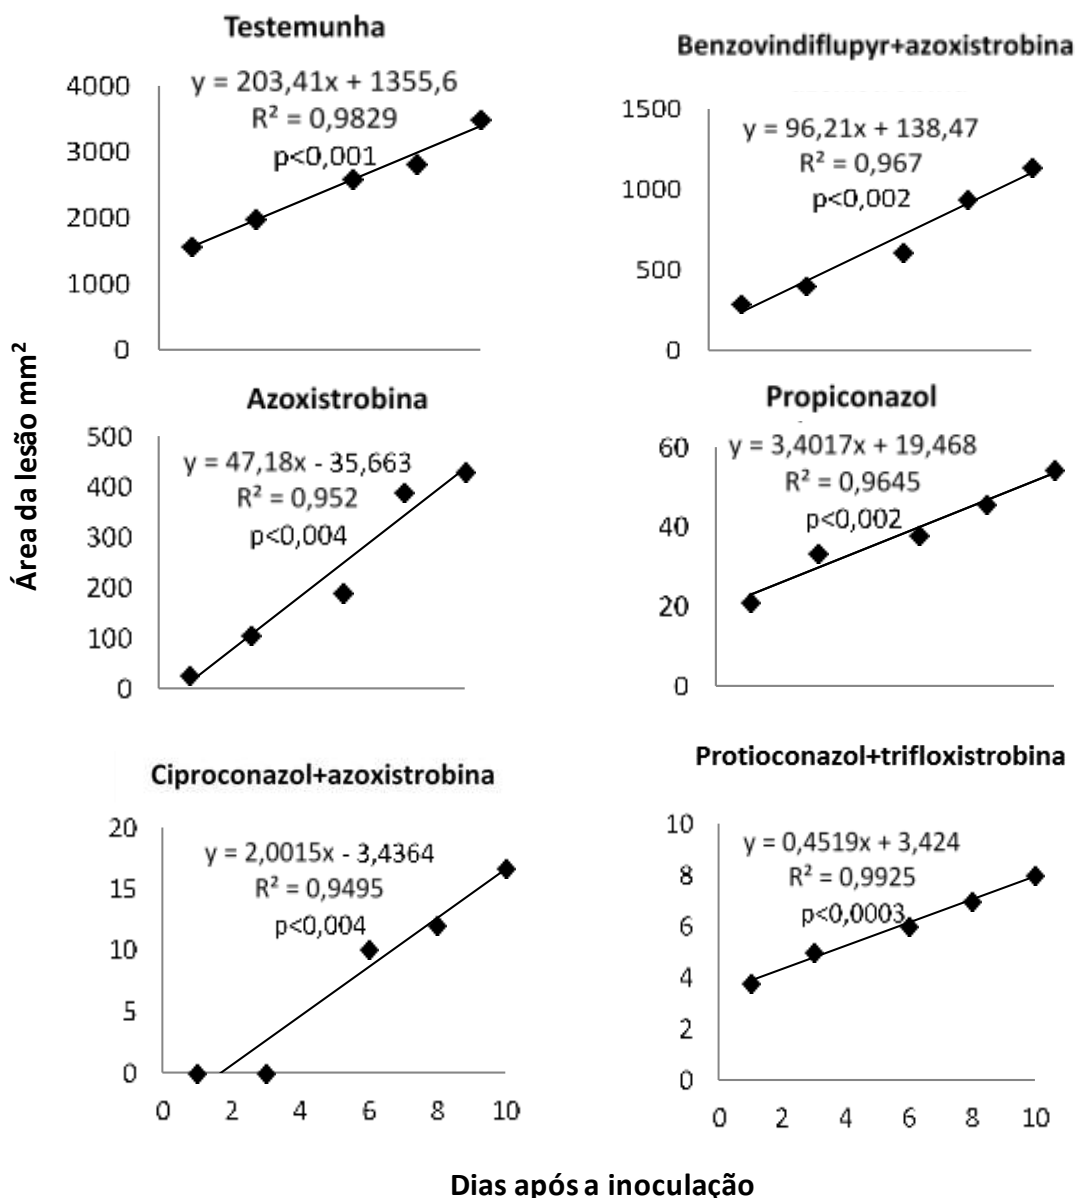 Testemunha
y = 203,41x + 1355,6
R² = 0,9829
p<0,001
4000
3000
2000
1000
0
Benzovindiflupyr+azoxistrobina
y = 96,21x + 138,47
R² = 0,967
p<0,002
1500
1000
500
0
Área da lesão mm²
Azoxistrobina
y = 47,18x - 35,663
R² = 0,952
p<0,004
500
400
300
200
100
0
Propiconazol
y = 3,4017x + 19,468
R² = 0,9645
p<0,002
60
40
20
0
Ciproconazol+azoxistrobina
y = 2,0015x - 3,4364
R² = 0,9495
p<0,004
20
15
10
5
0
0 2 4 6 8 10
Protioconazol+trifloxistrobina
y = 0,4519x + 3,424
R² = 0,9925
p<0,0003
10
8
6
4
2
0
0 2 4 6 8 10
Dias após a inoculação